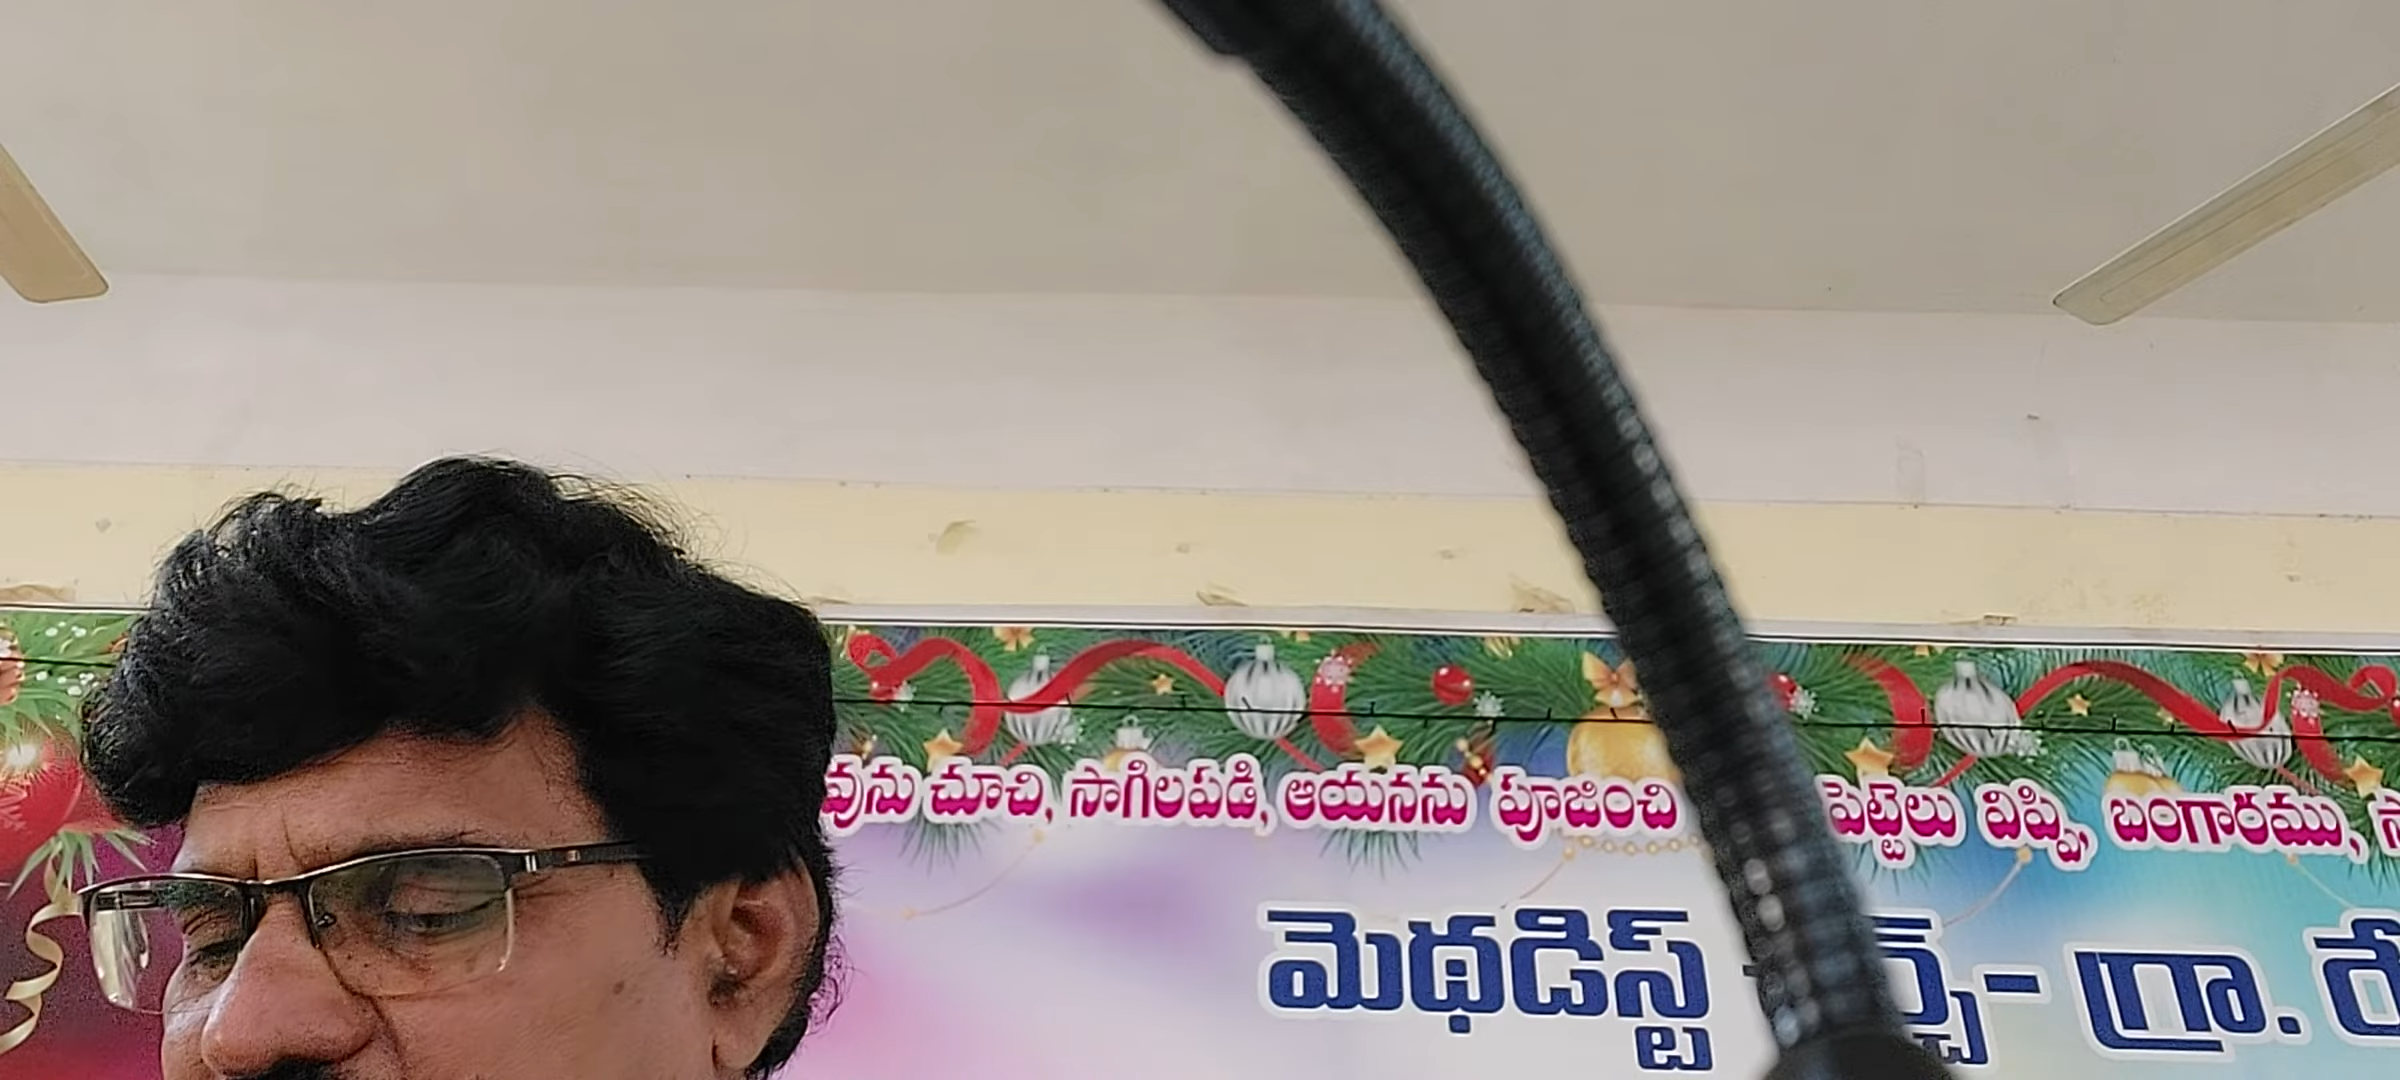 చూచి, సాగిలపడి, ఆయనను పూజించి పెట్టెలు విప్పి, బంగారము,
మెథడిస్ట్ - గ్రా.